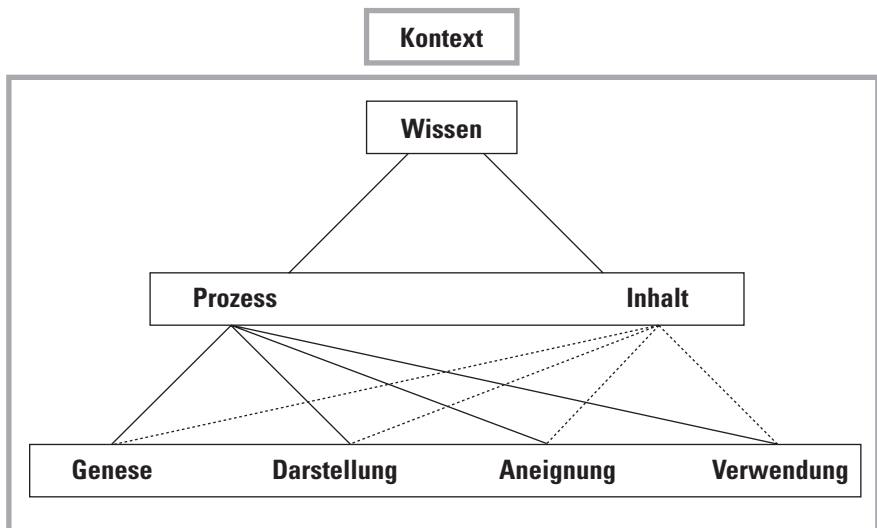 Kontext
Wissen
Prozess Inhalt
Genese Darstellung Aneignung Verwendung